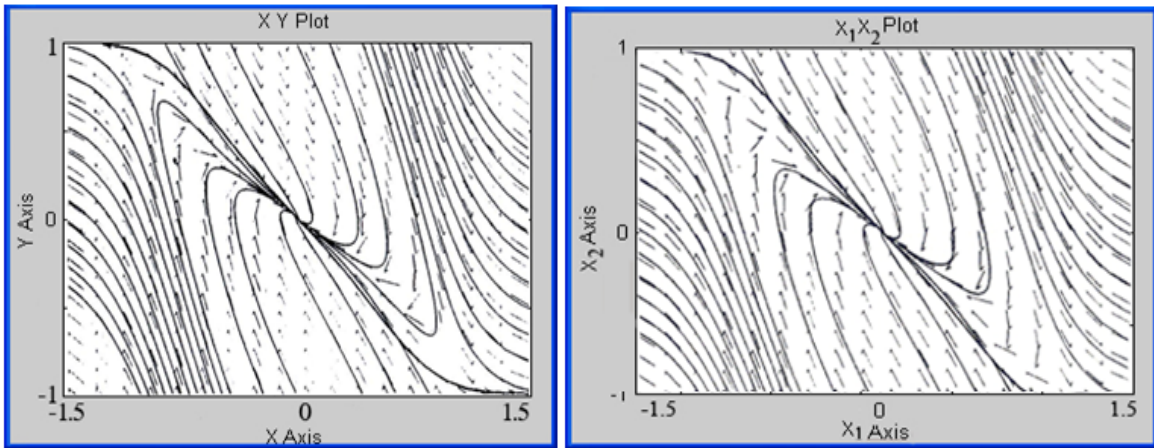 X Y Plot
1
Y Axis
0
-1
-1.5 0 1.5
X Axis
X₁X₂ Plot
1
X₂ Axis
0
-1
-1.5 0 1.5
X₁ Axis